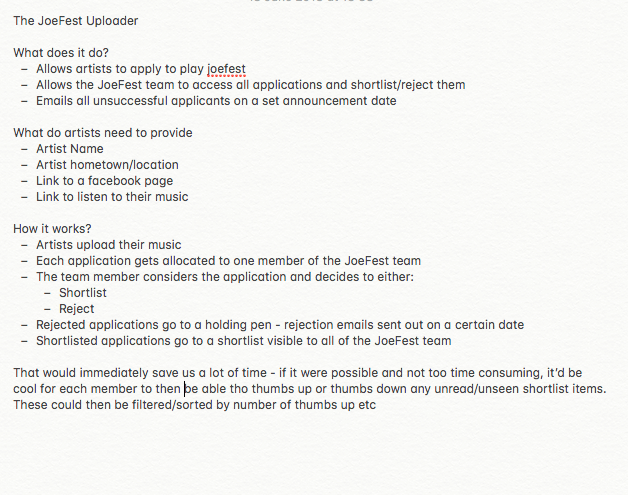 The JoeFest Uploader
What does it do?
– Allows artists to apply to play joefest
– Allows the JoeFest team to access all applications and shortlist/reject them
– Emails all unsuccessful applicants on a set announcement date
What do artists need to provide
– Artist Name
– Artist hometown/location
– Link to a facebook page
– Link to listen to their music
How it works?
– Artists upload their music
– Each application gets allocated to one member of the JoeFest team
– The team member considers the application and decides to either:
– Shortlist
– Reject
– Rejected applications go to a holding pen - rejection emails sent out on a certain date
– Shortlisted applications go to a shortlist visible to all of the JoeFest team
That would immediately save us a lot of time - if it were possible and not too time consuming, it'd be
cool for each member to then be able tho thumbs up or thumbs down any unread/unseen shortlist items.
These could then be filtered/sorted by number of thumbs up etc